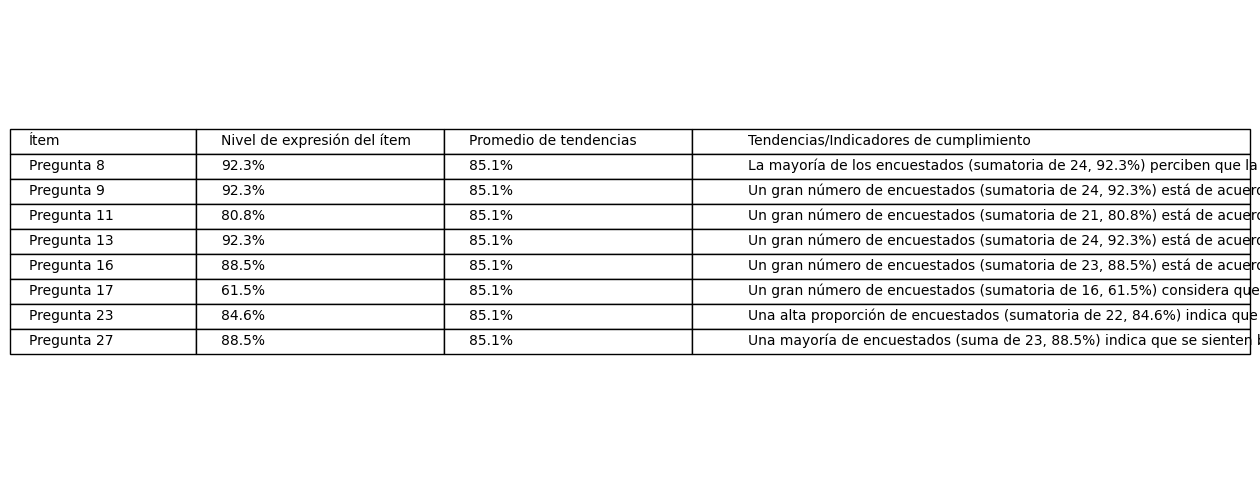 Ítem Nivel de expresión del ítem Promedio de tendencias Tendencias/Indicadores de cumplimiento
Pregunta 8 92.3% 85.1% La mayoría de los encuestados (sumatoria de 24, 92.3%) perciben que la
Pregunta 9 92.3% 85.1% Un gran número de encuestados (sumatoria de 24, 92.3%) está de
Pregunta 11 80.8% 85.1% Un gran número de encuestados (sumatoria de 21, 80.8%) está de
Pregunta 13 92.3% 85.1% Un gran número de encuestados (sumatoria de 24, 92.3%) está de
Pregunta 16 88.5% 85.1% Un gran número de encuestados (sumatoria de 23, 88.5%) está de
Pregunta 17 61.5% 85.1% Un gran número de encuestados (sumatoria de 16, 61.5%) considera que
Pregunta 23 84.6% 85.1% Una alta proporción de encuestados (sumatoria de 22, 84.6%) indica que
Pregunta 27 88.5% 85.1% Una mayoría de encuestados (suma de 23, 88.5%) indica que se sienten